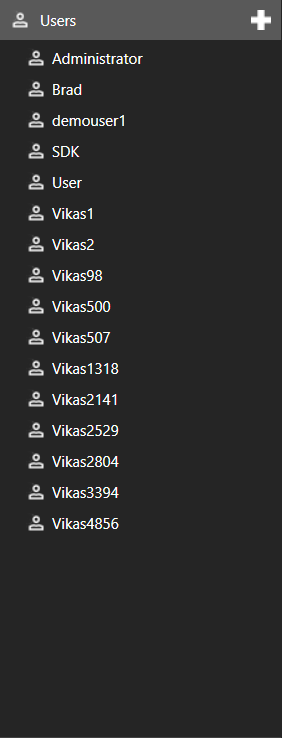 Users
Administrator
Brad
demouser1
SDK
User
Vikas1
Vikas2
Vikas98
Vikas500
Vikas507
Vikas1318
Vikas2141
Vikas2529
Vikas2804
Vikas3394
Vikas4856